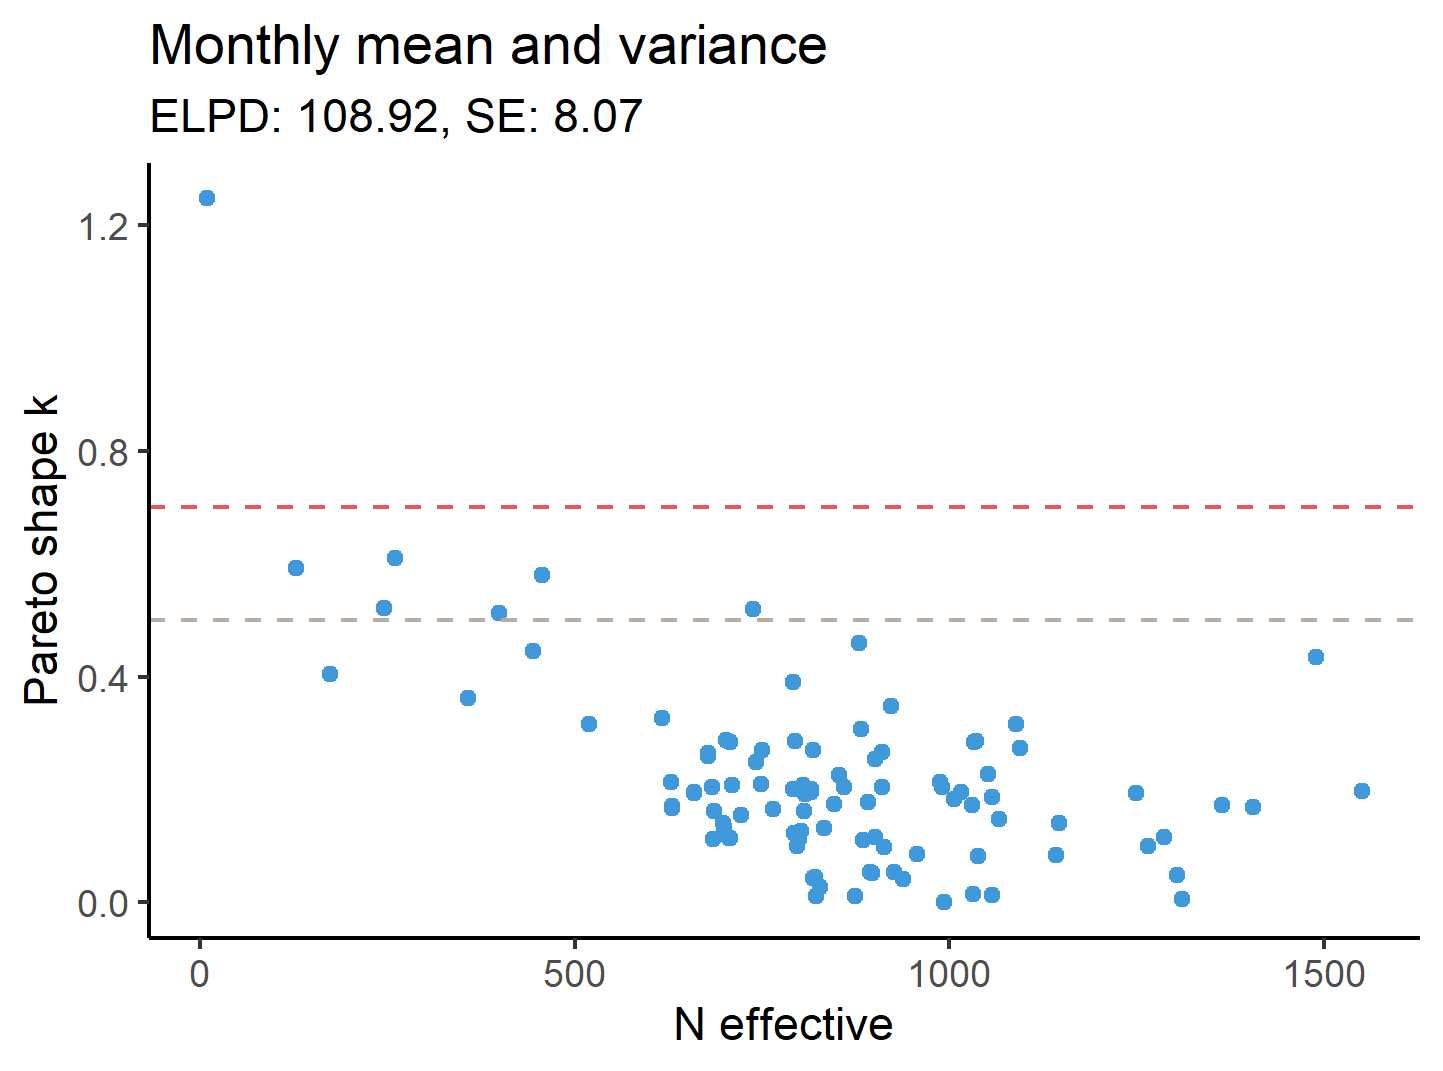 Monthly mean and variance
ELPD: 108.92, SE: 8.07
Pareto shape k
1.2
0.8
0.4
0.0
0 500 1000 1500
N effective